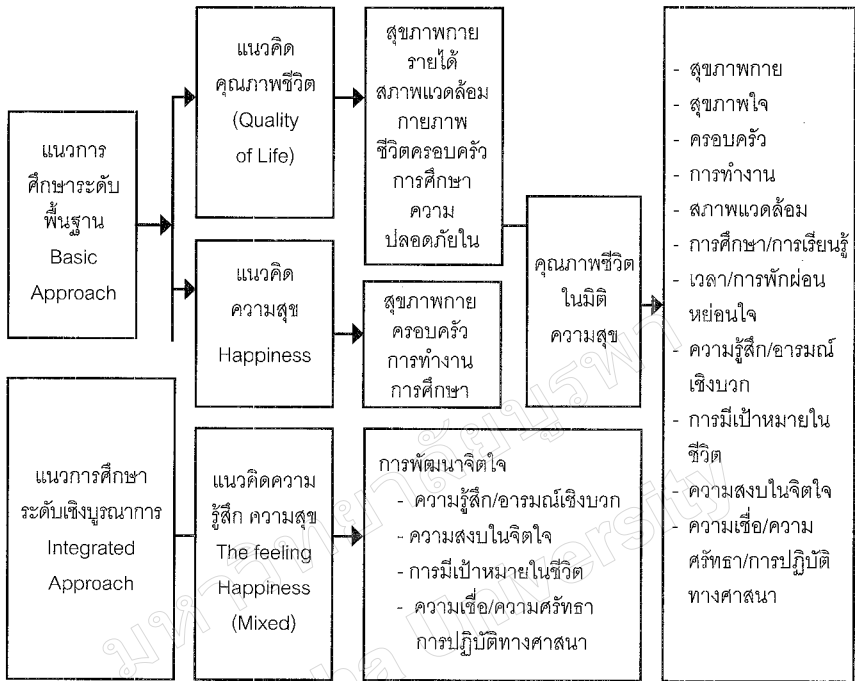 แนวการ
ศึกษาระดับ
พื้นฐาน
Basic
Approach
แนวคิด
คุณภาพชีวิต
(Quality
of Life)
สุขภาพกาย
รายได้
สภาพแวดล้อม
กายภาพ
ชีวิตครอบครัว
การศึกษา
ความ
ปลอดภัยใน
แนวคิด
ความสุข
Happiness
สุขภาพกาย
ครอบครัว
การทำงาน
การศึกษา
คุณภาพชีวิต
ในมิติ
ความสุข
แนวการศึกษา
ระดับเชิงบูรณาการ
Integrated
Approach
แนวคิดความ
รู้สึก ความสุข
The feeling
Happiness
(Mixed)
การพัฒนาจิตใจ
- ความรู้สึก/อารมณ์เชิงบวก
- ความสงบในจิตใจ
- การมีเป้าหมายในชีวิต
- ความเชื่อ/ความศรัทธา
การปฏิบัติทางศาสนา
- สุขภาพกาย
- สุขภาพใจ
- ครอบครัว
- การทำงาน
- สภาพแวดล้อม
- การศึกษา/การเรียนรู้
- เวลา/การพักผ่อน
หย่อนใจ
- ความรู้สึก/อารมณ์
เชิงบวก
- การมีเป้าหมายใน
ชีวิต
- ความสงบในจิตใจ
- ความเชื่อ/ความ
ศรัทธา/การปฏิบัติ
ทางศาสนา
มหาวิทยาลัยบูรพา
Burapha University